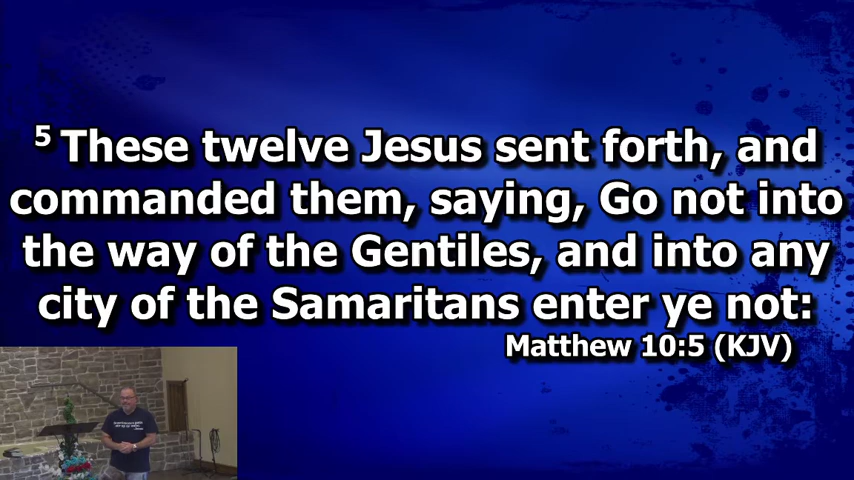 5 These twelve Jesus sent forth, and
commanded them, saying, Go not into
the way of the Gentiles, and into any
city of the Samaritans enter ye not:
Matthew 10:5 (KJV)